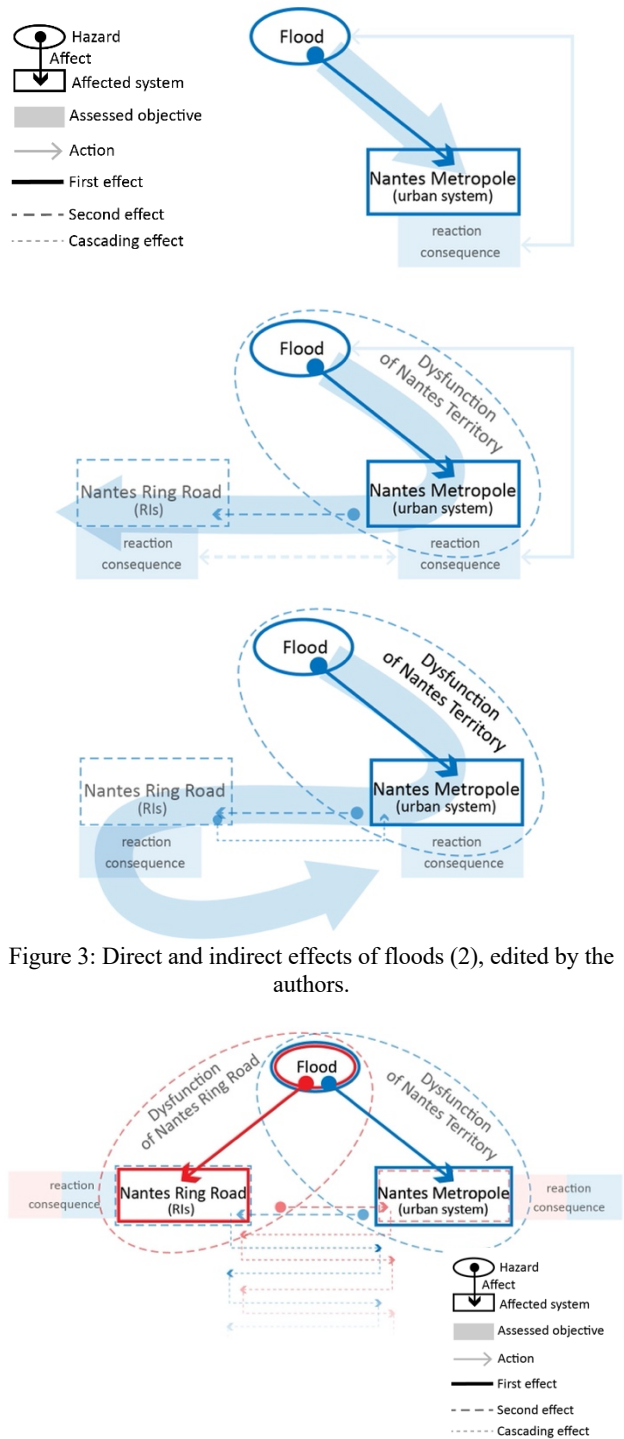 Hazard
Affect
Affected system
Assessed objective
Action
First effect
Second effect
Cascading effect
Flood
Nantes Metropole
(urban system)
reaction
consequence
Flood
Dysfunction
of Nantes Territory
Nantes Ring Road
(RIs)
reaction
consequence
Nantes Metropole
(urban system)
reaction
consequence
Flood
Dysfunction
of Nantes Territory
Nantes Ring Road
(RIs)
reaction
consequence
Nantes Metropole
(urban system)
reaction
consequence
Figure 3: Direct and indirect effects of floods (2), edited by the
authors.
Flood
Dysfunction
of Nantes Ring Road
Dysfunction
of Nantes Territory
reaction
consequence
Nantes Ring Road
(RIs)
Nantes Metropole
(urban system)
reaction
consequence
Hazard
Affect
Affected system
Assessed objective
Action
First effect
Second effect
Cascading effect